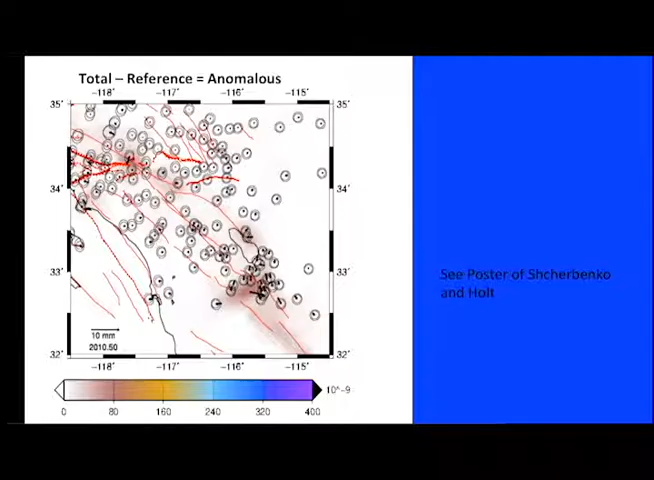 Total – Reference = Anomalous
-118° -117° -116° -115°
35° 35°
34° 34°
33° 33°
32° 32°
10 mm
2010.50
-118° -117° -116° -115°
10^-9
0 80 160 240 320 400
See Poster of Shcherbenko
and Holt